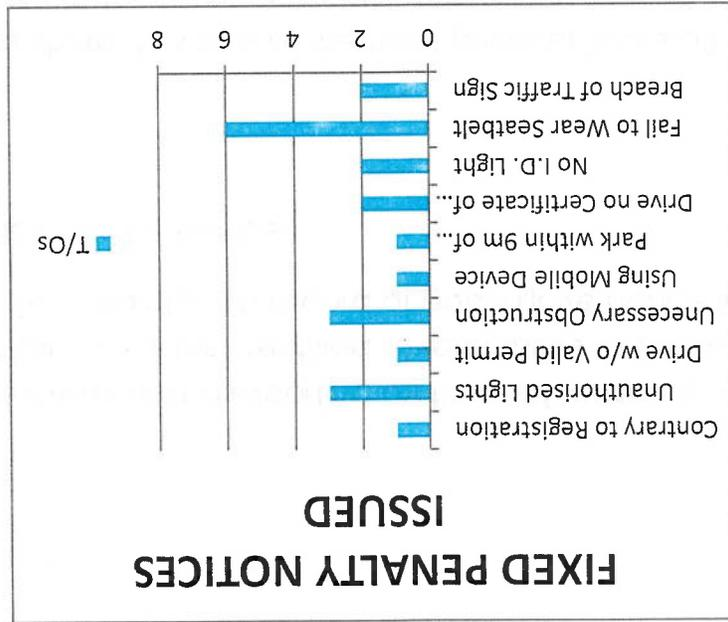 FIXED PENALTY NOTICES
ISSUED
Contrary to Registration
Unauthorised Lights
Drive w/o Valid Permit
Unecessary Obstruction
Using Mobile Device
Park within 9m of...
Drive no Certificate of...
No I.D. Light
Fail to Wear Seatbelt
Breach of Traffic Sign
0 2 4 6 8
T/Os